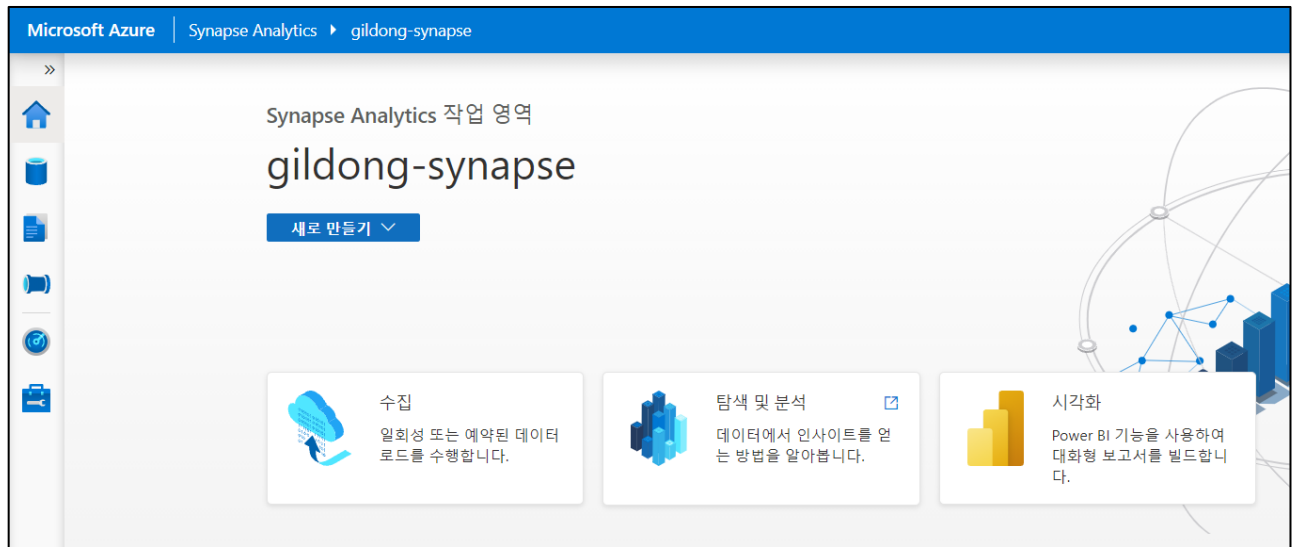 Microsoft Azure Synapse Analytics gildong-synapse
Synapse Analytics 작업 영역
gildong-synapse
새로 만들기
수집
일회성 또는 예약된 데이터
로드를 수행합니다.
탐색 및 분석
데이터에서 인사이트를 얻
는 방법을 알아봅니다.
시각화
Power BI 기능을 사용하여
대화형 보고서를 빌드합니
다.